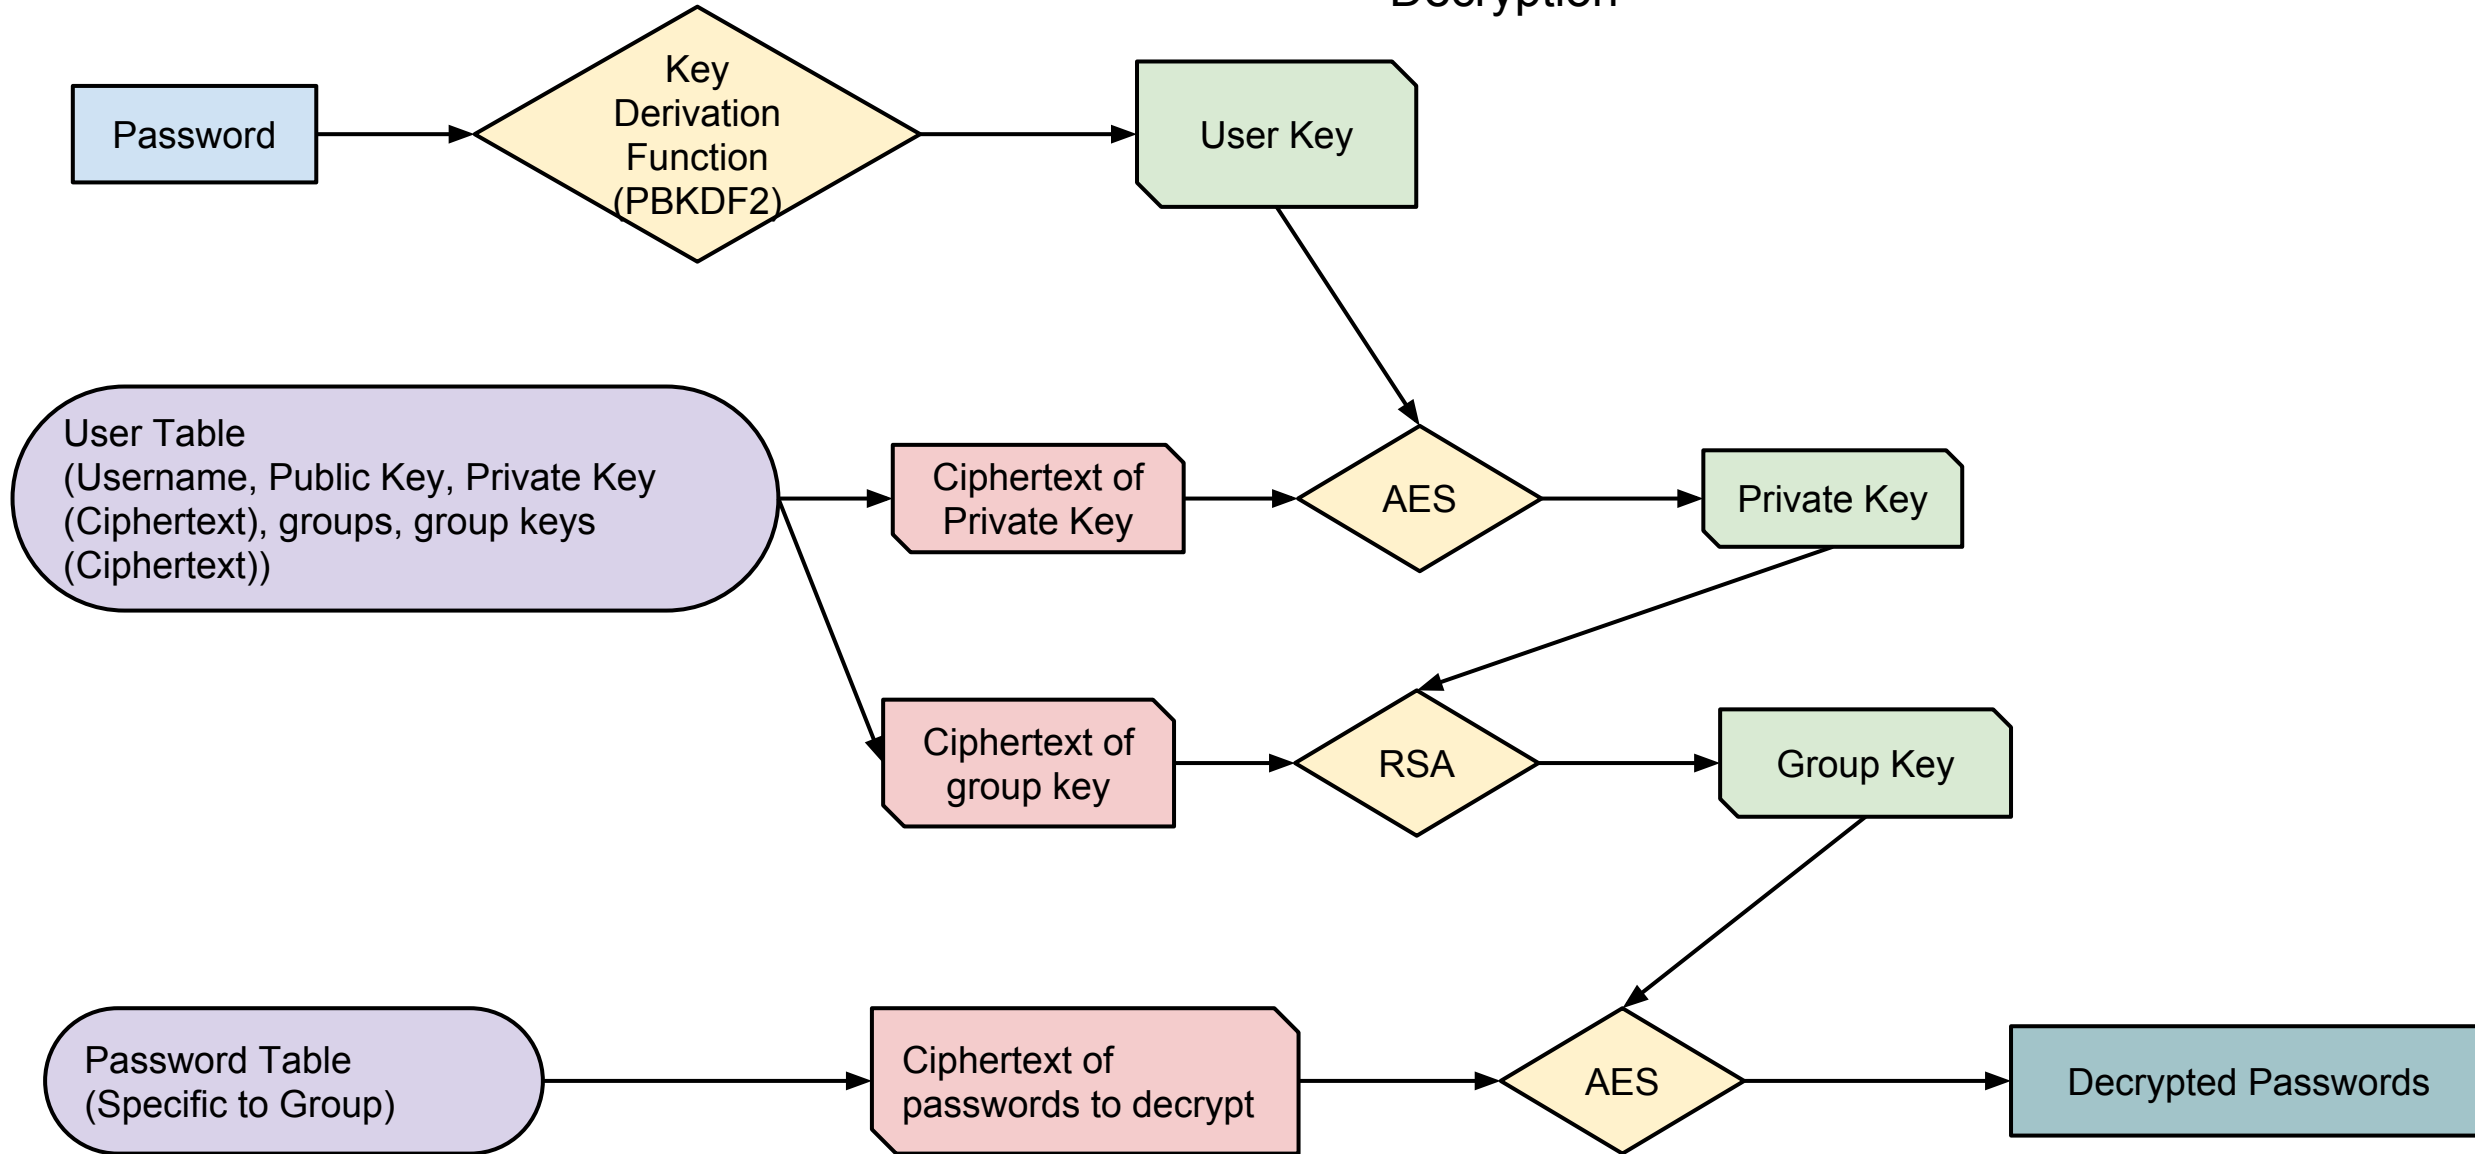 Decryption
Password
Key
Derivation
Function
(PBKDF2)
User Key
User Table
(Username, Public Key, Private Key
(Ciphertext), groups, group keys
(Ciphertext))
Ciphertext of
Private Key
AES
Private Key
Ciphertext of
group key
RSA
Group Key
Password Table
(Specific to Group)
Ciphertext of
passwords to decrypt
AES
Decrypted Passwords